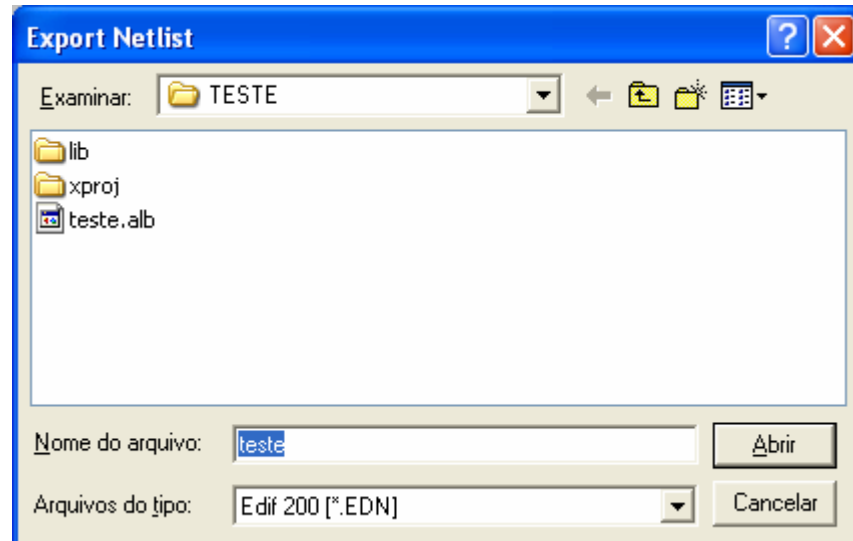 Export Netlist
Examinar: TESTE
lib
xproj
teste.alb
Nome do arquivo: teste Abrir
Arquivos do tipo: Edif 200 [*.EDN] Cancelar